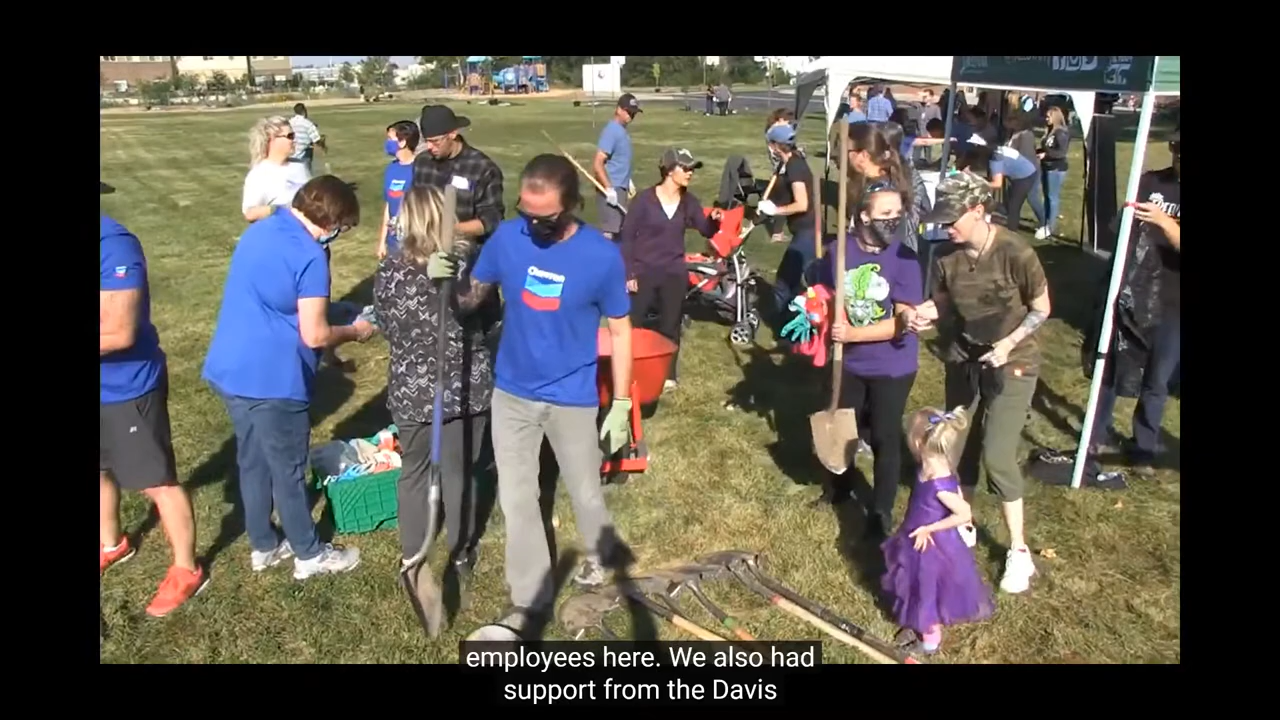 Chevron
employees here. We also had
support from the Davis